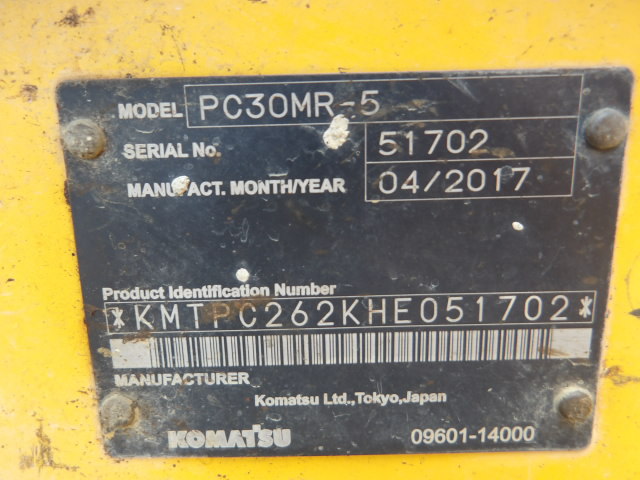 MODEL PC30MR-5
SERIAL No. 51702
MANUFACT. MONTH/YEAR 04/2017
Product Identification Number
*KMTPC262KHE051702*
MANUFACTURER
Komatsu Ltd.,Tokyo,Japan
KOMATSU 09601-14000